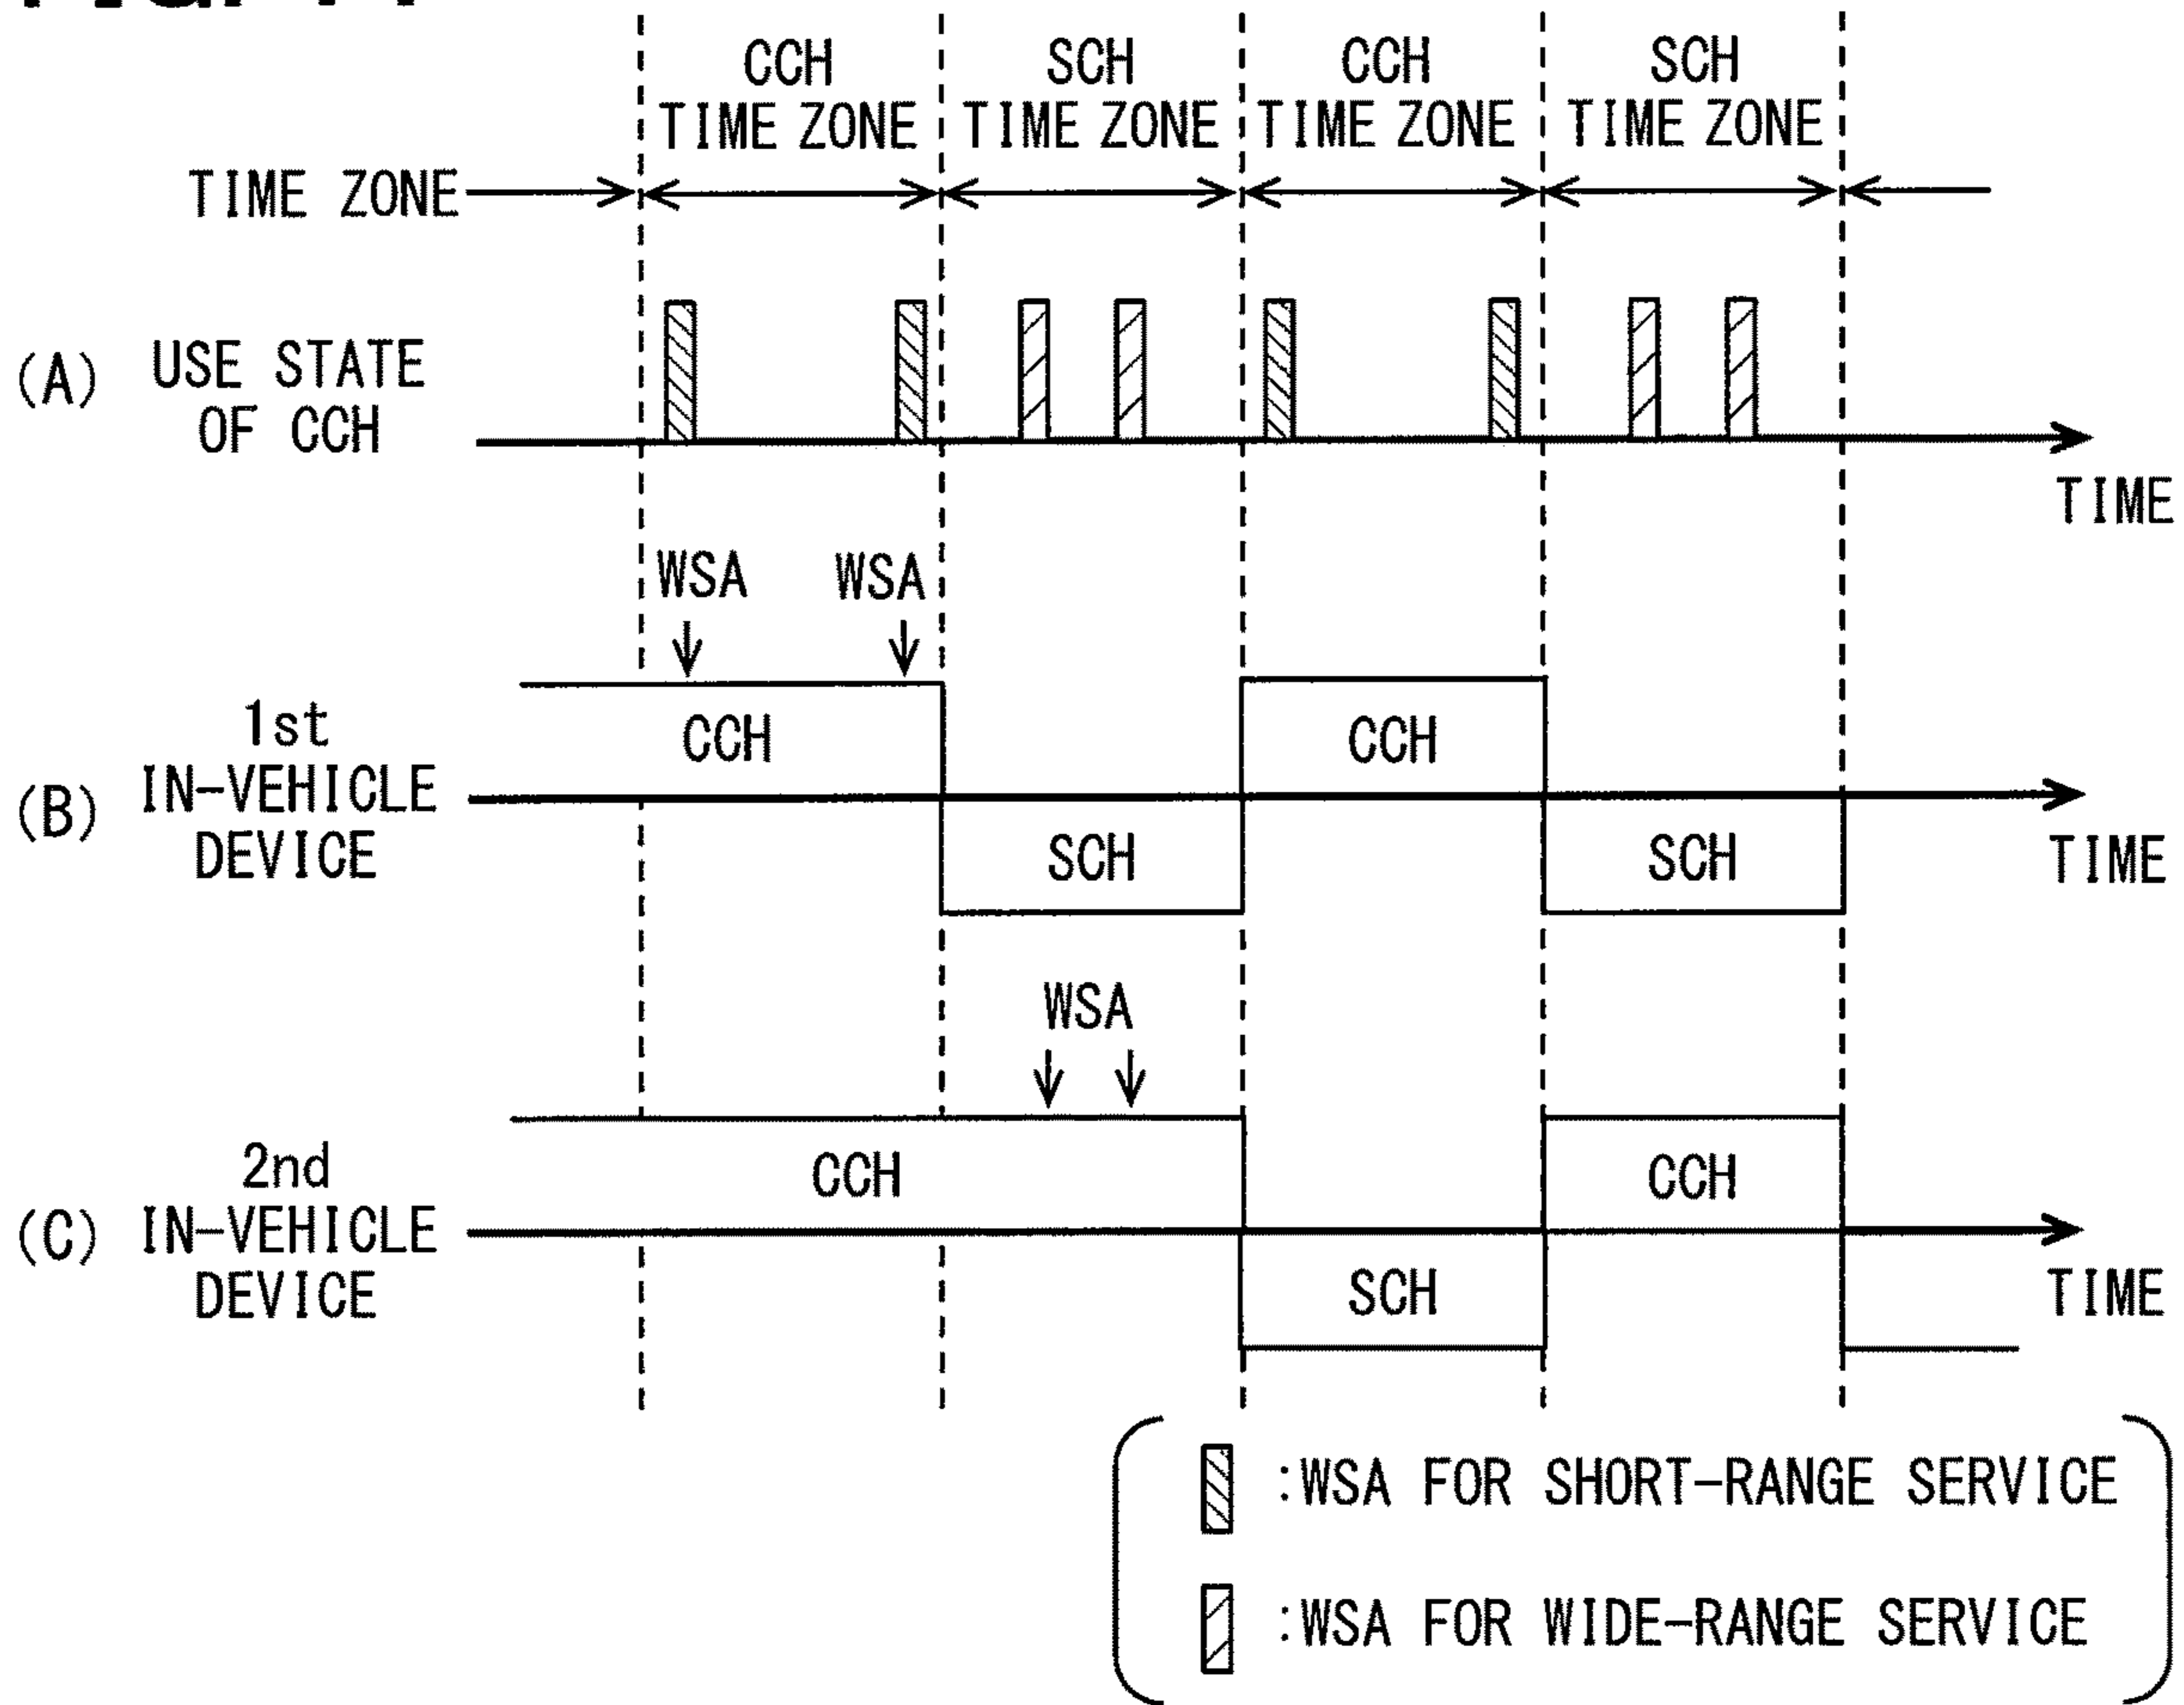 CCH
TIME ZONE
SCH
TIME ZONE
CCH
TIME ZONE
SCH
TIME ZONE
TIME ZONE
(A) USE STATE
OF CCH
TIME
WSA WSA
1st
(B) IN-VEHICLE
DEVICE
CCH
CCH
SCH
SCH
TIME
WSA
2nd
(C) IN-VEHICLE
DEVICE
CCH
CCH
SCH
TIME
:WSA FOR SHORT-RANGE SERVICE
:WSA FOR WIDE-RANGE SERVICE